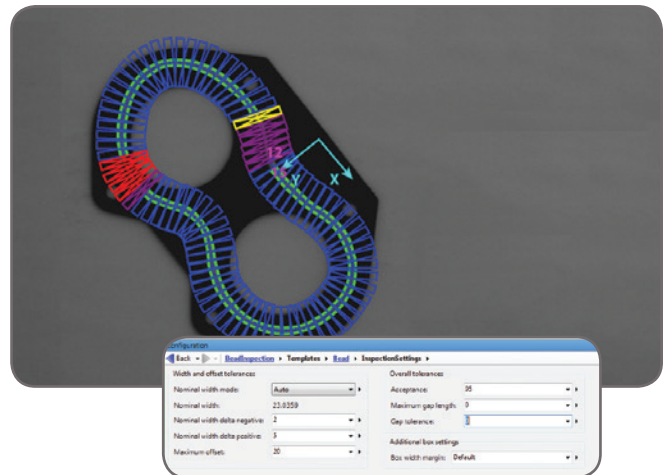 12
Y
X
onfiguration
Back BeadInspection Templates Bead InspectionSettings
Width and offset tolerances
Nominal width mode: Auto
Nominal width: 23.0359
Nominal width delta negative: 2
Nominal width delta positive: 5
Maximum offset: 20
Overall tolerances
Acceptance: 95
Maximum gap length: 0
Gap tolerance:
Additional box settings
Box width margin: Default